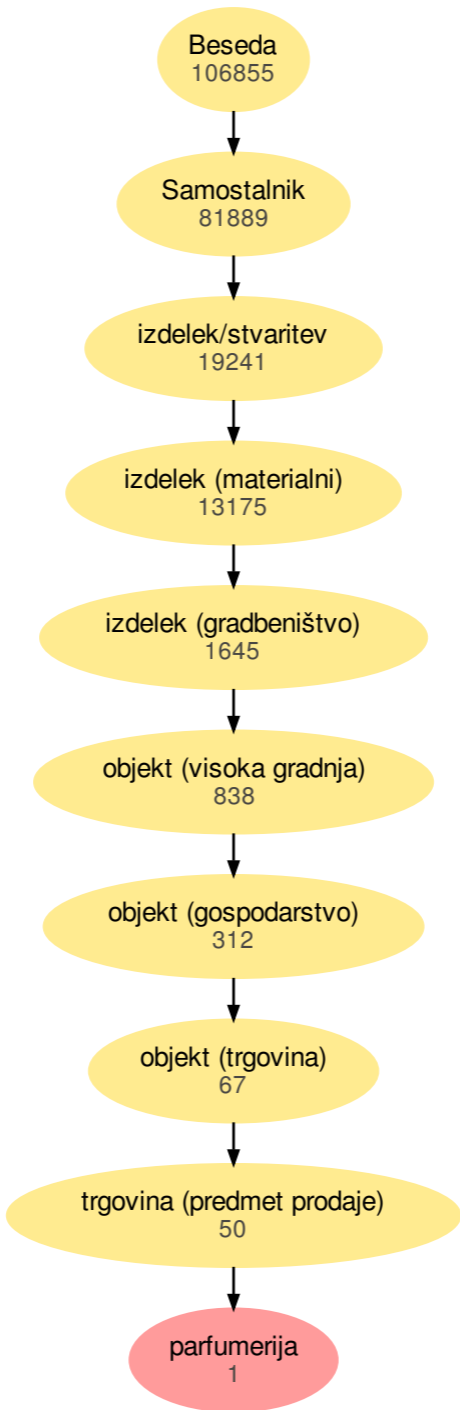 Beseda
106855
Samostalnik
81889
izdelek/stvaritev
19241
izdelek (materialni)
13175
izdelek (gradbeništvo)
1645
objekt (visoka gradnja)
838
objekt (gospodarstvo)
312
objekt (trgovina)
67
trgovina (predmet prodaje)
50
parfumerija
1